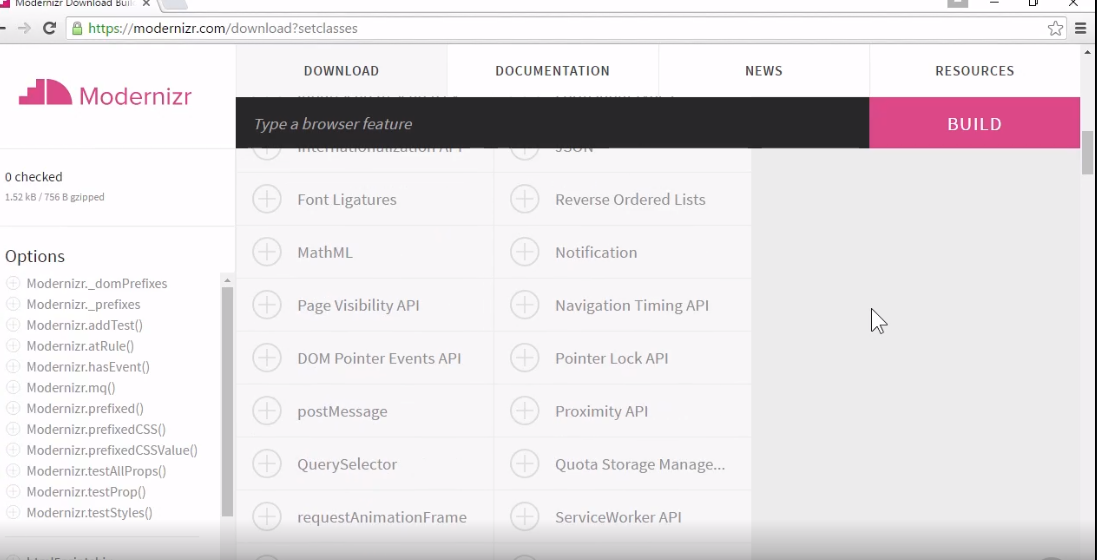 Modernizr Download Buil
https://modernizr.com/download?setclasses
Modernizr
DOWNLOAD
DOCUMENTATION
NEWS
RESOURCES
Type a browser feature
BUILD
0 checked
1.52 kB / 756 B gzipped
Options
Modernizr._domPrefixes
Modernizr._prefixes
Modernizr.addTest()
Modernizr.atRule()
Modernizr.hasEvent()
Modernizr.mq()
Modernizr.prefixed()
Modernizr.prefixedCSS()
Modernizr.prefixedCSSValue()
Modernizr.testAllProps()
Modernizr.testProp()
Modernizr.testStyles()
Internationalization API
JSON
Font Ligatures
Reverse Ordered Lists
MathML
Notification
Page Visibility API
Navigation Timing API
DOM Pointer Events API
Pointer Lock API
postMessage
Proximity API
QuerySelector
Quota Storage Manage...
requestAnimationFrame
ServiceWorker API